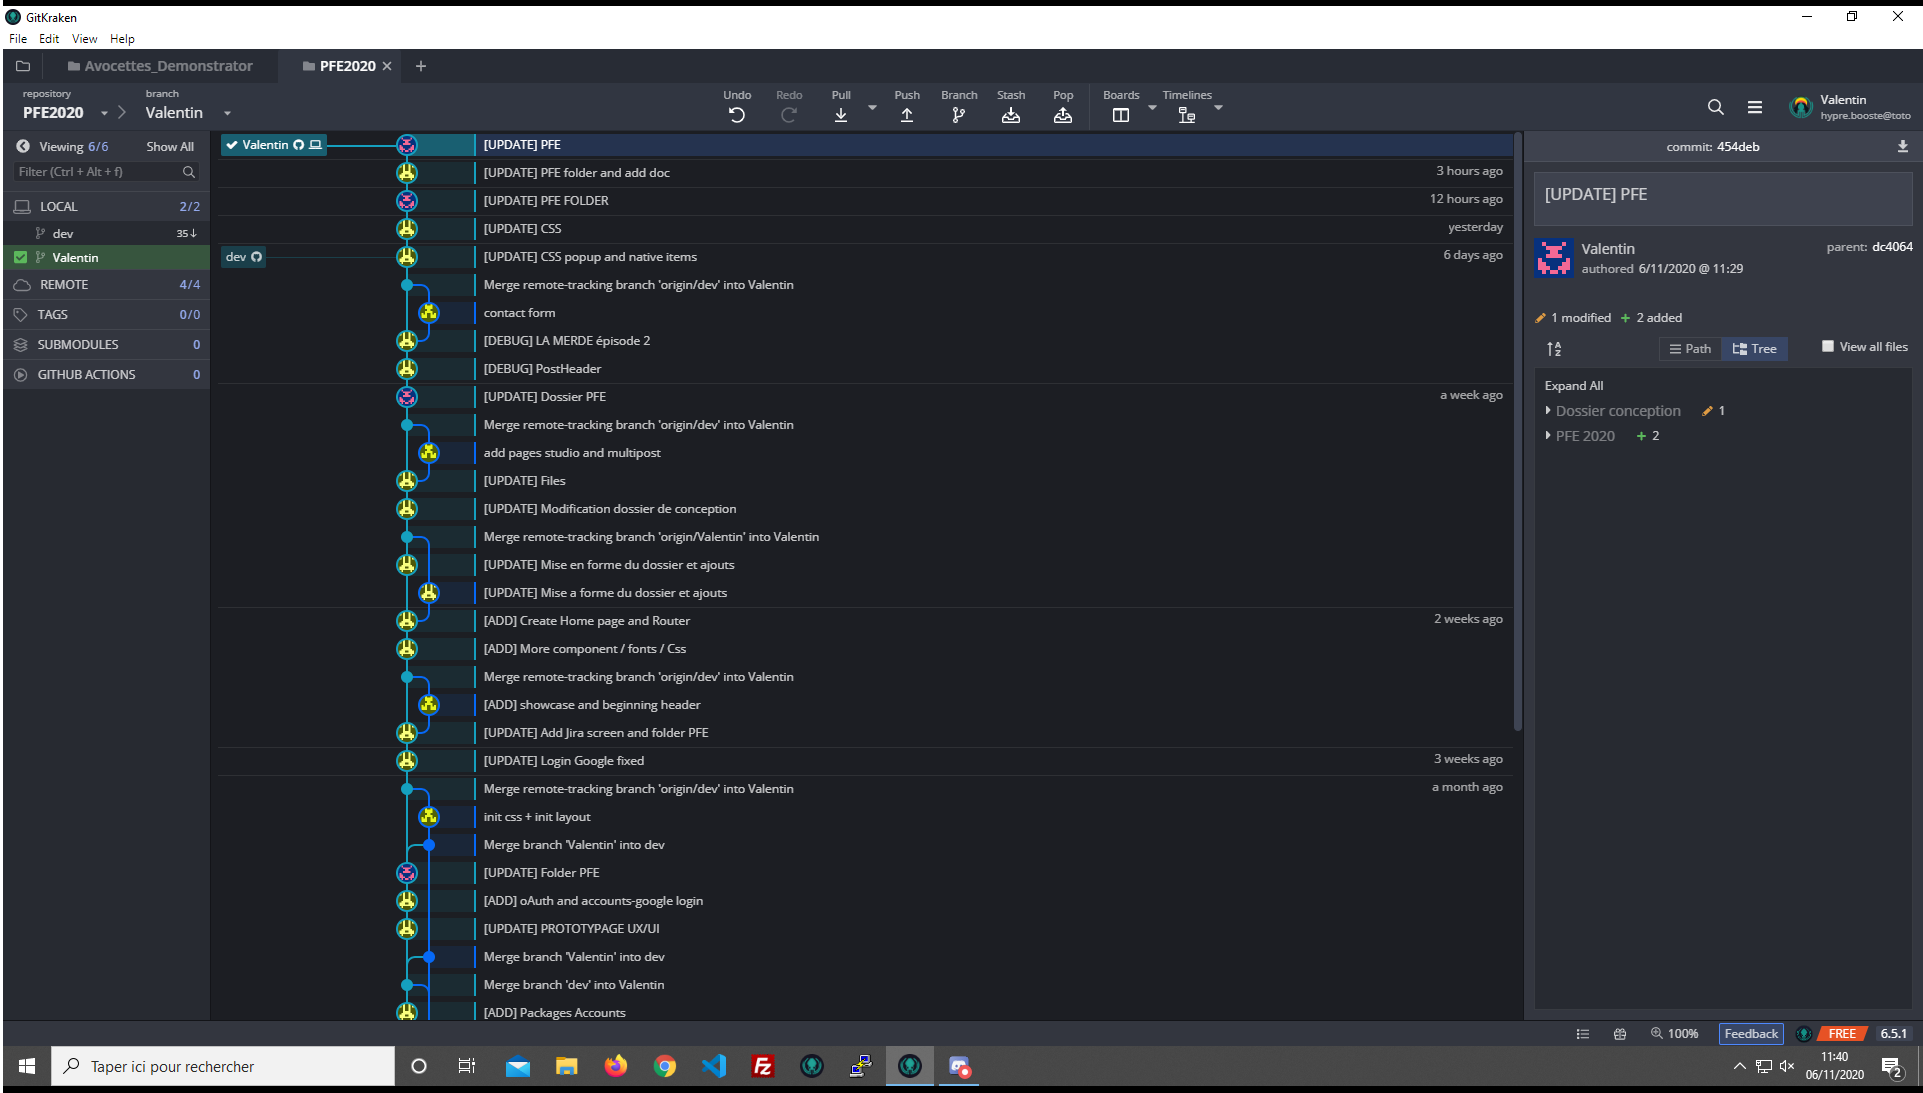 GitKraken
File Edit View Help
Avocettes_Demonstrator PFE2020
repository branch
PFE2020 Valentin
Undo Redo Pull Push Branch Stash Pop Boards Timelines
Valentin
hypre.booste@toto
Viewing 6/6 Show All
Filter (Ctrl + Alt + f)
LOCAL 2/2
dev 35↓
Valentin
REMOTE 4/4
TAGS 0/0
SUBMODULES 0
GITHUB ACTIONS 0
Valentin [UPDATE] PFE
[UPDATE] PFE folder and add doc 3 hours ago
[UPDATE] PFE FOLDER 12 hours ago
[UPDATE] CSS yesterday
dev [UPDATE] CSS popup and native items 6 days ago
Merge remote-tracking branch 'origin/dev' into Valentin
contact form
[DEBUG] LA MERDE épisode 2
[DEBUG] PostHeader
[UPDATE] Dossier PFE a week ago
Merge remote-tracking branch 'origin/dev' into Valentin
add pages studio and multipost
[UPDATE] Files
[UPDATE] Modification dossier de conception
Merge remote-tracking branch 'origin/Valentin' into Valentin
[UPDATE] Mise en forme du dossier et ajouts
[UPDATE] Mise a forme du dossier et ajouts
[ADD] Create Home page and Router 2 weeks ago
[ADD] More component / fonts / Css
Merge remote-tracking branch 'origin/dev' into Valentin
[ADD] showcase and beginning header
[UPDATE] Add Jira screen and folder PFE
[UPDATE] Login Google fixed 3 weeks ago
Merge remote-tracking branch 'origin/dev' into Valentin a month ago
init css + init layout
Merge branch 'Valentin' into dev
[UPDATE] Folder PFE
[ADD] oAuth and accounts-google login
[UPDATE] PROTOTYPAGE UX/UI
Merge branch 'Valentin' into dev
Merge branch 'dev' into Valentin
[ADD] Packages Accounts
commit: 454deb
[UPDATE] PFE
Valentin parent: dc4064
authored 6/11/2020 @ 11:29
1 modified + 2 added
Path Tree View all files
Expand All
Dossier conception 1
PFE 2020 + 2
100% Feedback FREE 6.5.1
Taper ici pour rechercher
11:40
06/11/2020
2